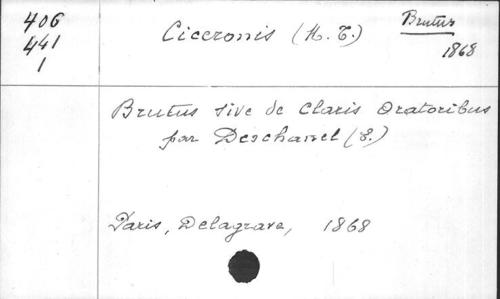 406
441
1
Ciceronis (M. T.)
Brutus
1868
Brutus sive de Claris Oratoribus
par Deschanel (E.)
Paris, Delagrave, 1868